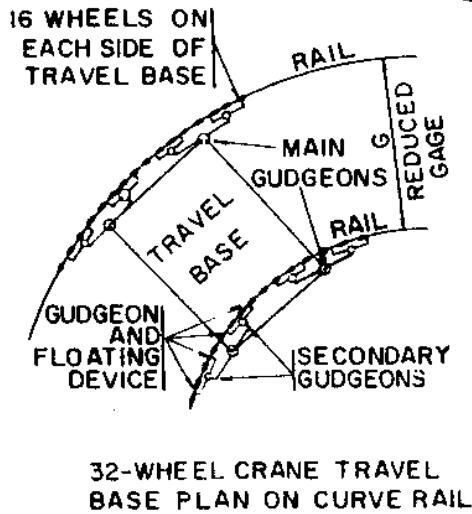 16 WHEELS ON
EACH SIDE OF
TRAVEL BASE
RAIL
G
REDUCED
GAGE
MAIN
GUDGEONS
RAIL
TRAVEL
BASE
GUDGEON
AND
FLOATING
DEVICE
SECONDARY
GUDGEONS
32-WHEEL CRANE TRAVEL
BASE PLAN ON CURVE RAIL